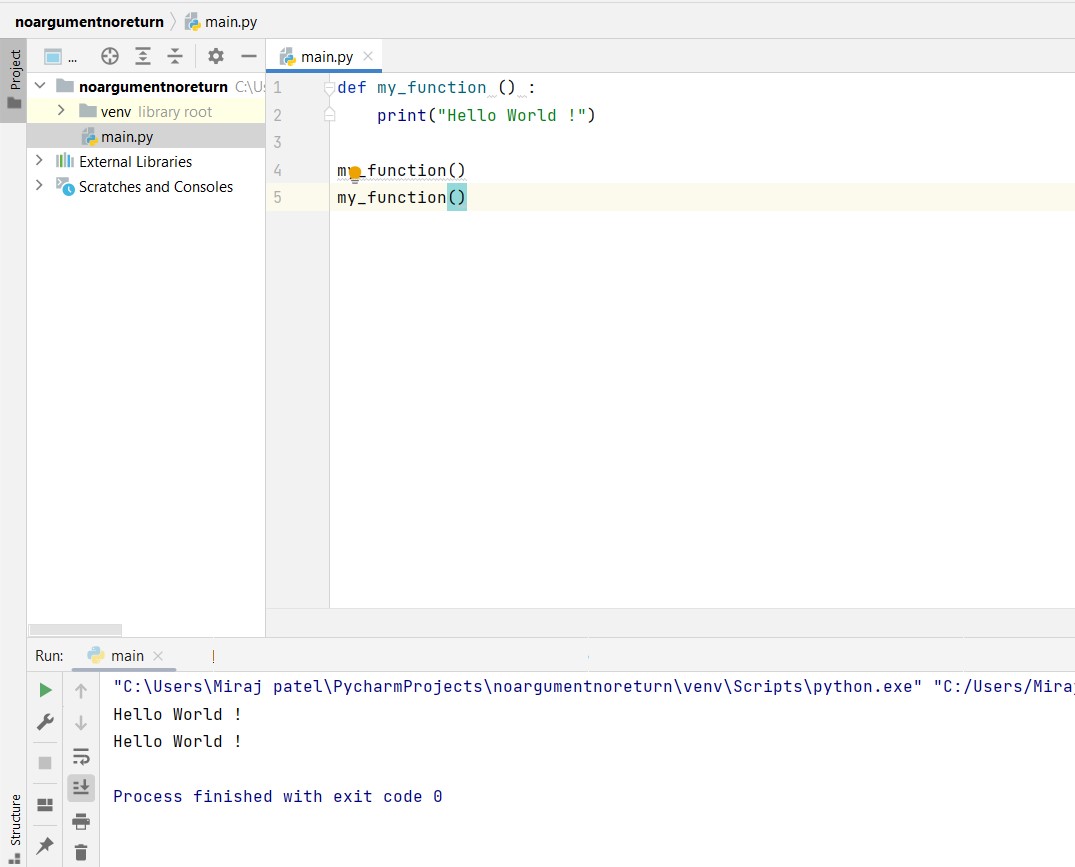 noargumentnoreturn main.py
Project
...
main.py
noargumentnoreturn C:\Us
venv library root
main.py
External Libraries
Scratches and Consoles
1 def my_function () :
2     print("Hello World !")
3
4 my_function()
5 my_function()
Run: main
"C:\Users\Miraj patel\PycharmProjects\noargumentnoreturn\venv\Scripts\python.exe" "C:/Users/Miraj
Hello World !
Hello World !
Process finished with exit code 0
Structure